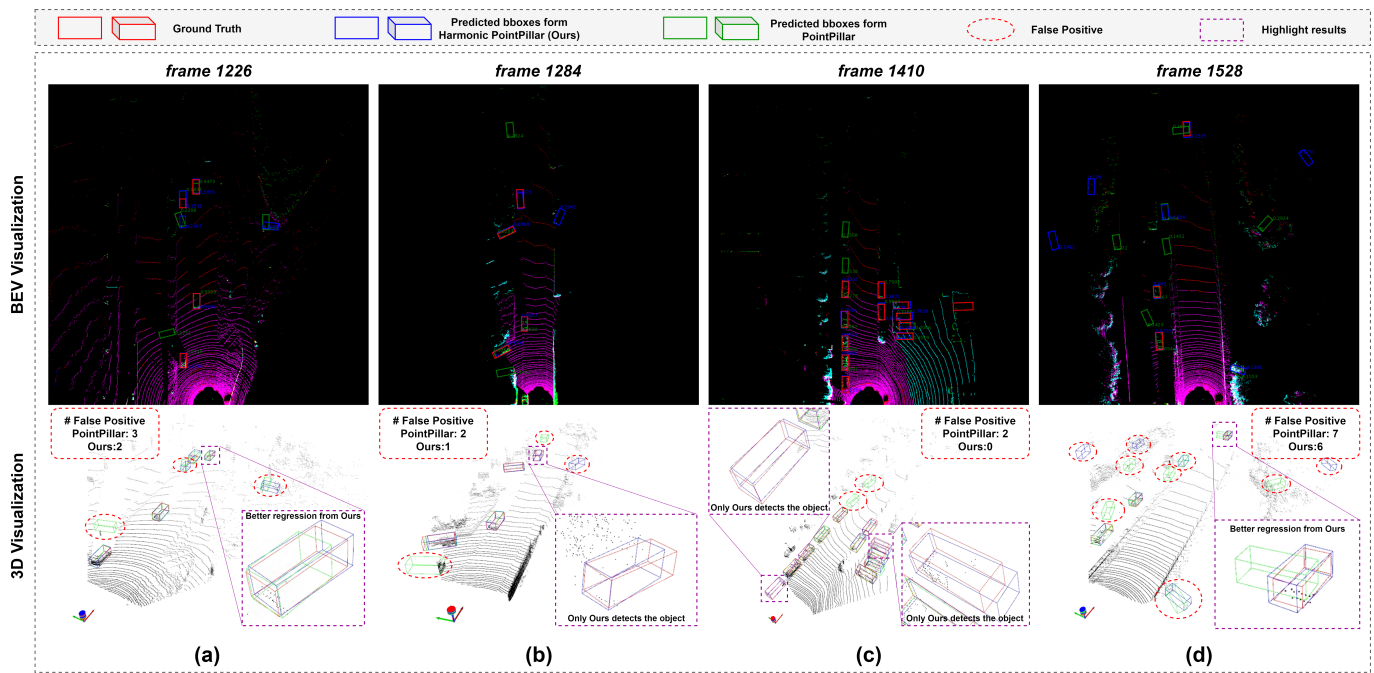 Ground Truth
Predicted bboxes form
Harmonic PointPillar (Ours)
Predicted bboxes form
PointPillar
False Positive
Highlight results
frame 1226
frame 1284
frame 1410
frame 1528
BEV Visualization
# False Positive
PointPillar: 3
Ours:2
# False Positive
PointPillar: 2
Ours:1
# False Positive
PointPillar: 2
Ours:0
# False Positive
PointPillar: 7
Ours:6
3D Visualization
Better regression from Ours
Only Ours detects the object
Only Ours detects the object
Only Ours detects the object
Better regression from Ours
(a)
(b)
(c)
(d)